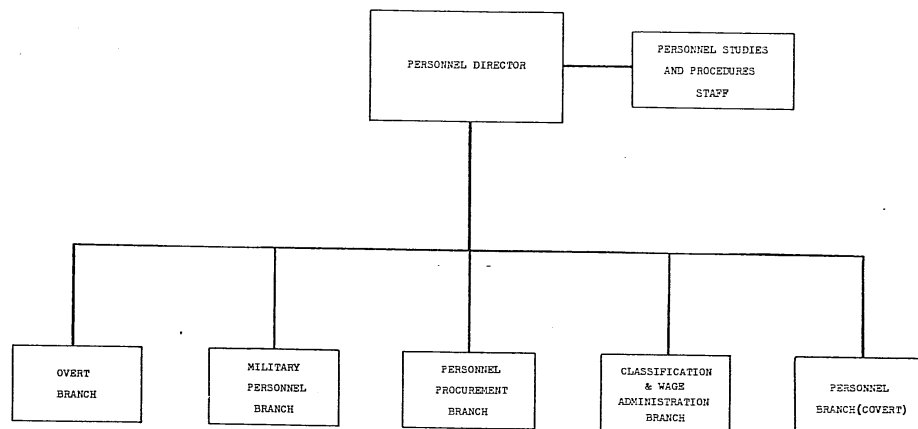 PERSONNEL DIRECTOR
PERSONNEL STUDIES
AND PROCEDURES
STAFF
OVERT
BRANCH
MILITARY
PERSONNEL
BRANCH
PERSONNEL
PROCUREMENT
BRANCH
CLASSIFICATION
& WAGE
ADMINISTRATION
BRANCH
PERSONNEL
BRANCH(COVERT)